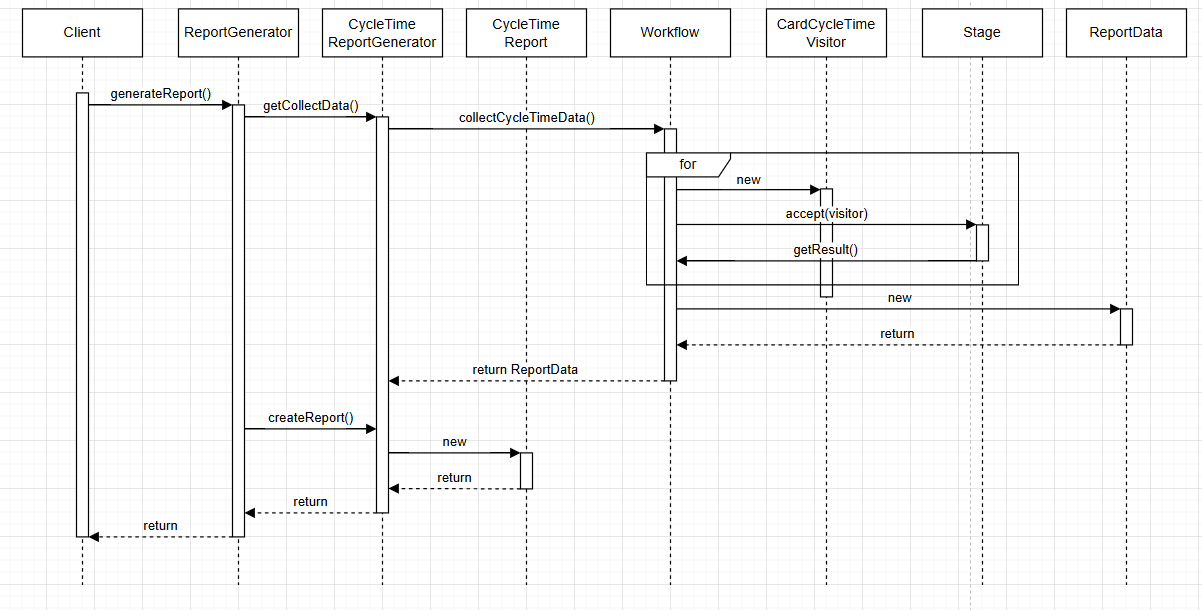 Client
ReportGenerator
CycleTime
ReportGenerator
CycleTime
Report
Workflow
CardCycleTime
Visitor
Stage
ReportData
generateReport()
getCollectData()
collectCycleTimeData()
for
new
accept(visitor)
getResult()
new
return
return ReportData
createReport()
new
return
return
return